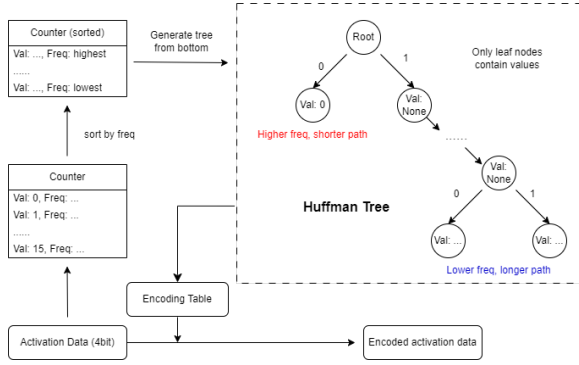 Counter (sorted)
Val: ..., Freq: highest
......
Val: ..., Freq: lowest
Generate tree
from bottom
Root
0
1
Only leaf nodes
contain values
Val: 0
Val:
None
Higher freq, shorter path
......
sort by freq
Val:
None
Counter
Val: 0, Freq: ...
Val: 1, Freq: ...
......
Val: 15, Freq: ...
0
1
Huffman Tree
Val: ...
Val: ...
Lower freq, longer path
Encoding Table
Activation Data (4bit)
Encoded activation data